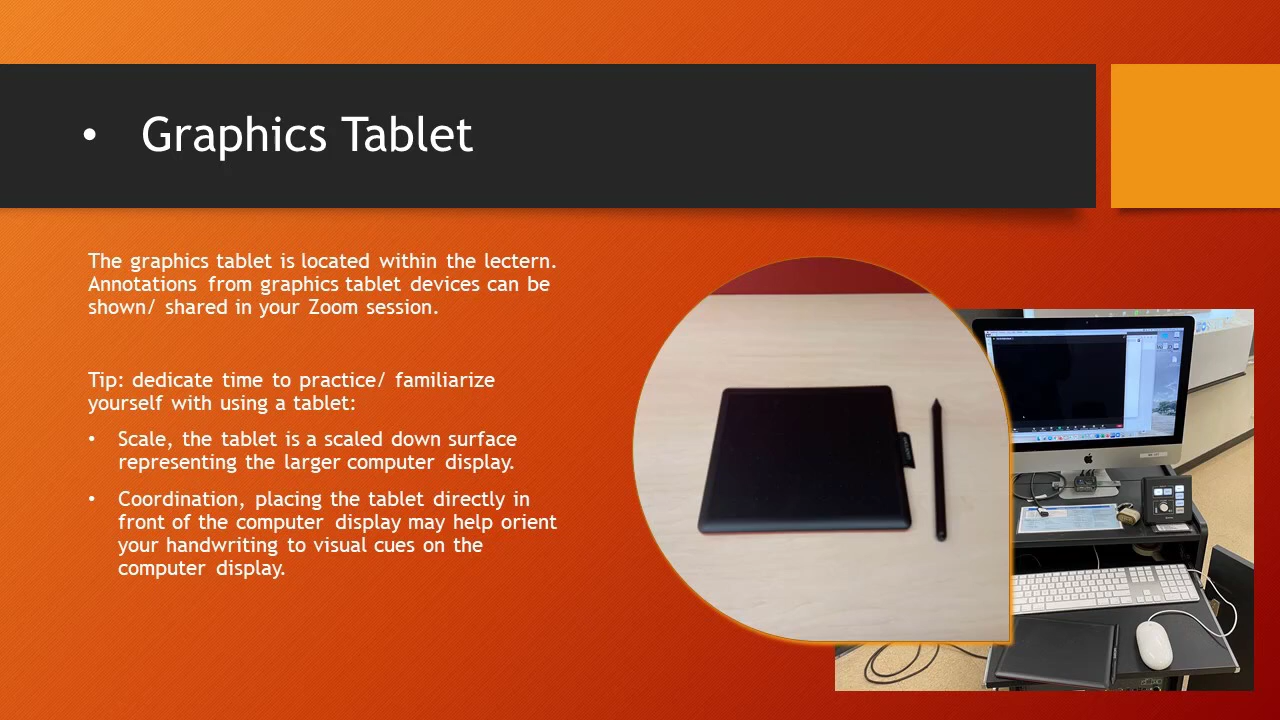 • Graphics Tablet
The graphics tablet is located within the lectern.
Annotations from graphics tablet devices can be
shown/ shared in your Zoom session.
Tip: dedicate time to practice/ familiarize
yourself with using a tablet:
• Scale, the tablet is a scaled down surface
representing the larger computer display.
• Coordination, placing the tablet directly in
front of the computer display may help orient
your handwriting to visual cues on the
computer display.